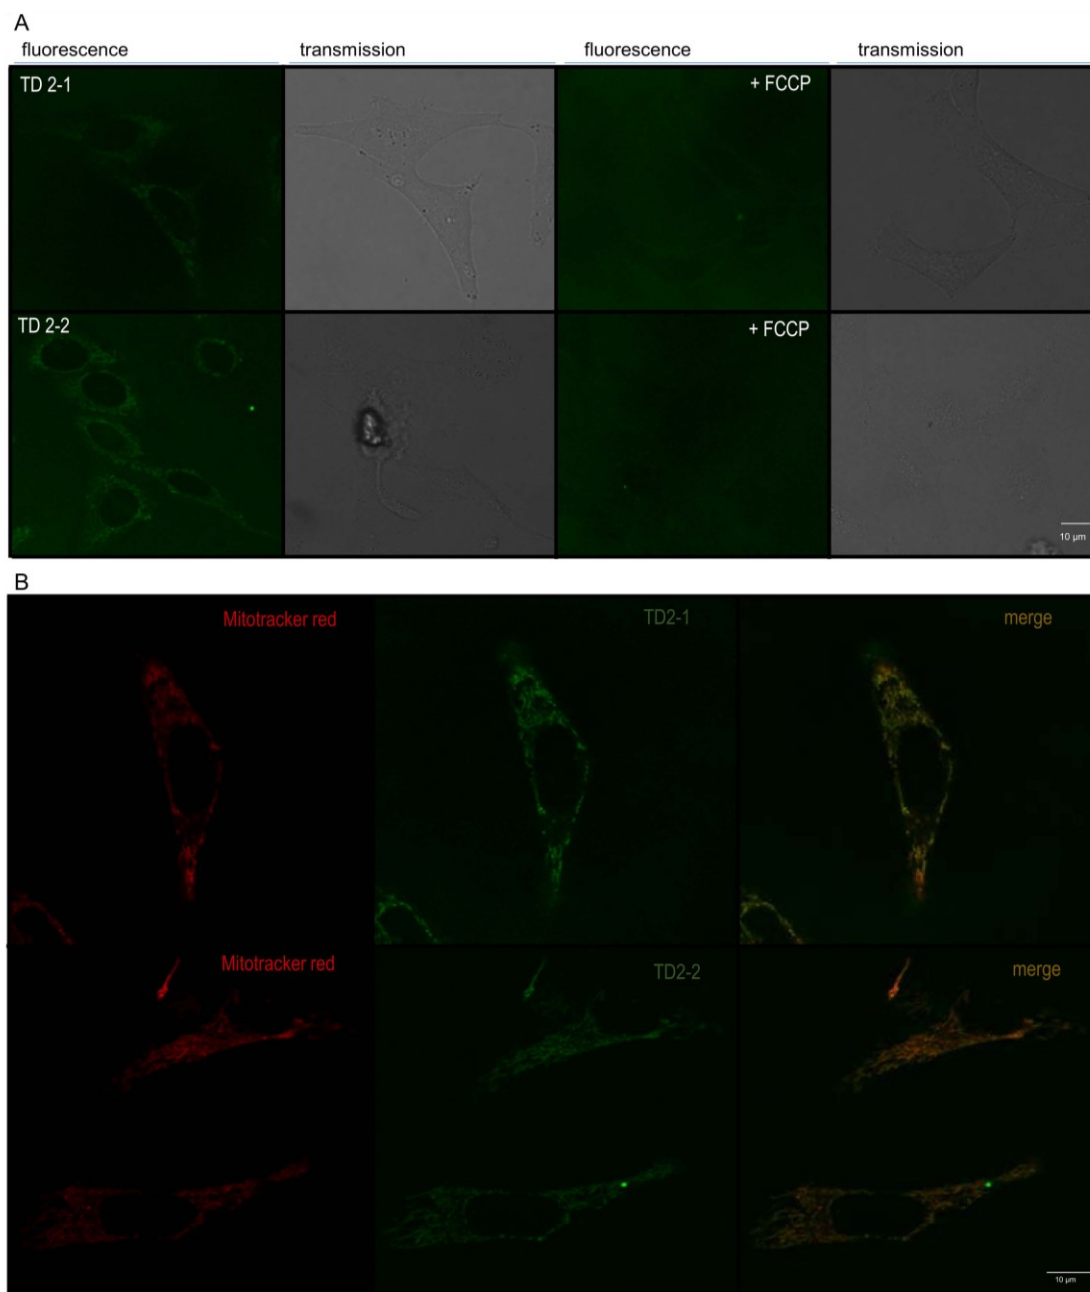 A
fluorescence transmission fluorescence transmission
TD 2-1 + FCCP
TD 2-2 + FCCP
10 µm
B
Mitotracker red TD2-1 merge
Mitotracker red TD2-2 merge
10 µm